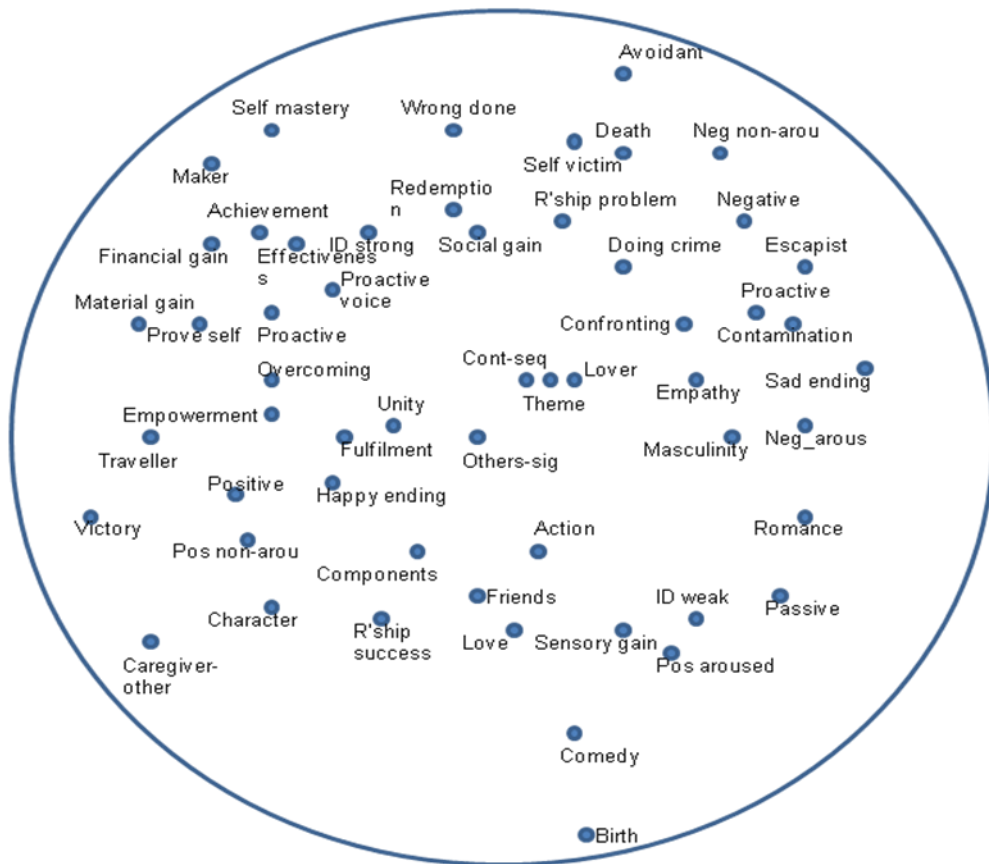 Avoidant
Self mastery
Wrong done
Death
Neg non-arou
Self victim
Maker
Redemptio
n
R'ship problem
Negative
Achievement
ID strong
Social gain
Doing crime
Escapist
Financial gain
Effectivenes
s
Proactive
voice
Material gain
Proactive
Prove self
Proactive
Confronting
Contamination
Overcoming
Cont-seq
Lover
Empathy
Sad ending
Theme
Unity
Empowerment
Traveller
Fulfilment
Others-sig
Masculinity
Neg_arous
Positive
Happy ending
Victory
Action
Romance
Pos non-arou
Components
Friends
ID weak
Passive
Character
R'ship
success
Love
Sensory gain
Pos aroused
Caregiver-
other
Comedy
Birth